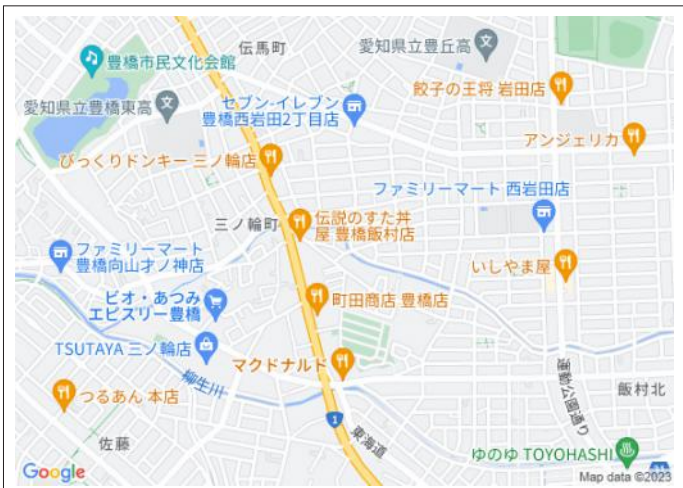 伝馬町
愛知県立豊丘高
豊橋市民文化会館
餃子の王将 岩田店
セブン-イレブン
豊橋西岩田2丁目店
愛知県立豊橋東高
アンジェリカ
びっくりドンキー 三ノ輪店
ファミリーマート 西岩田店
三ノ輪町
伝説のすた丼
屋 豊橋飯村店
ファミリーマート
豊橋向山才ノ神店
いしやま屋
ビオ・あつみ
エピスリー豊橋
町田商店 豊橋店
TSUTAYA 三ノ輪店
マクドナルド
柳生川
飯村北
つるあん 本店
1
東海道
佐藤
ゆのゆ TOYOHASHI
Google
Map data ©2023